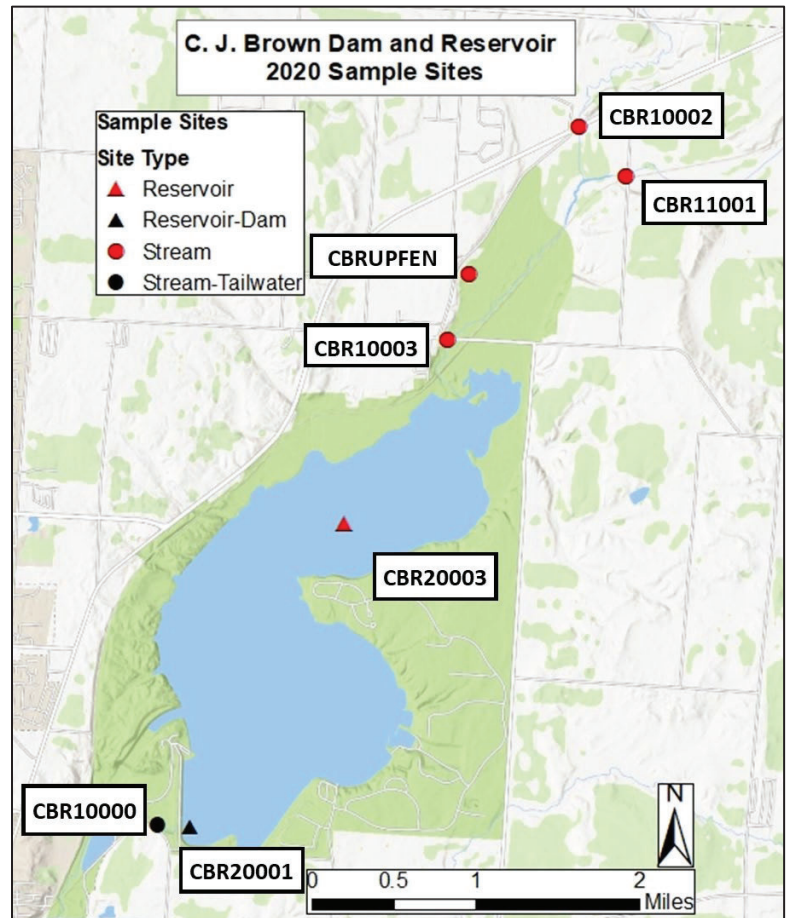 C. J. Brown Dam and Reservoir
2020 Sample Sites
Sample Sites
Site Type
Reservoir
Reservoir-Dam
Stream
Stream-Tailwater
CBR10002
CBR11001
CBRUPFEN
CBR10003
CBR20003
CBR10000
CBR20001
N
0 0.5 1 2
Miles